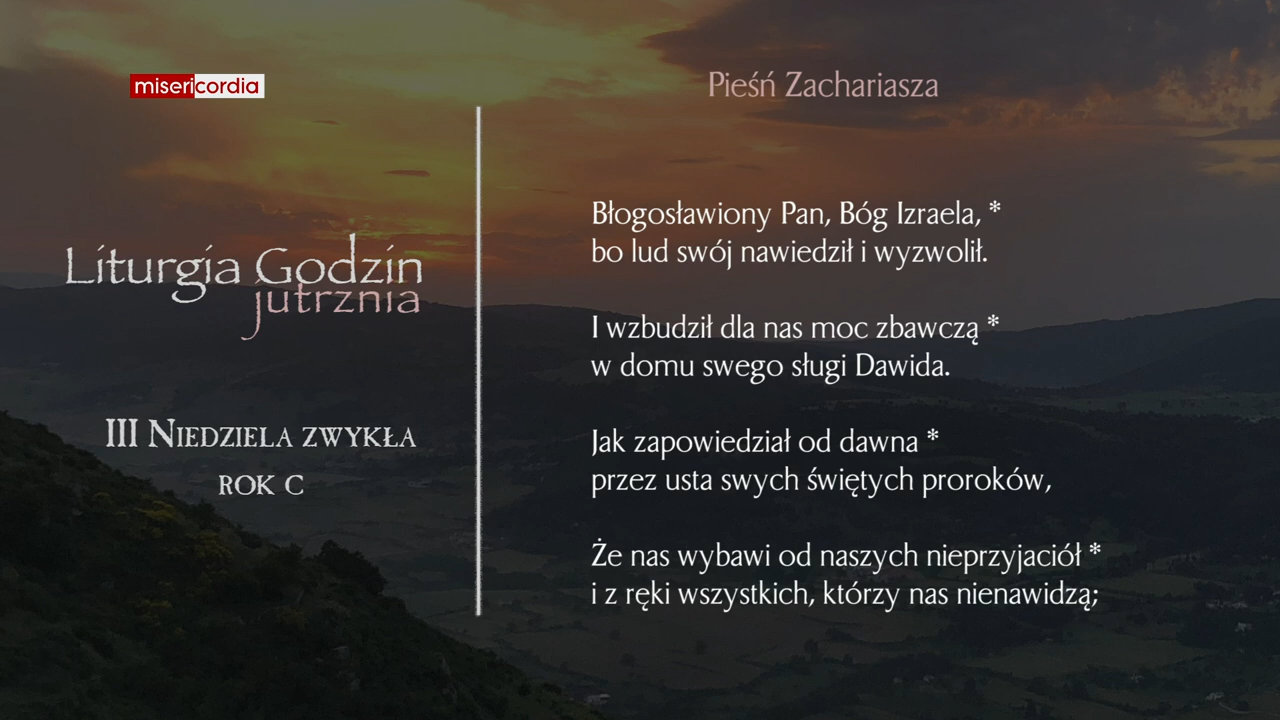 misericordia
Liturgia Godzin
jutrznia
III Niedziela zwykła
rok C
Pieśń Zachariasza
Błogosławiony Pan, Bóg Izraela, *
bo lud swój nawiedził i wyzwolił.
I wzbudził dla nas moc zbawczą *
w domu swego sługi Dawida.
Jak zapowiedział od dawna *
przez usta swych świętych proroków,
Że nas wybawi od naszych nieprzyjaciół *
i z ręki wszystkich, którzy nas nienawidzą;